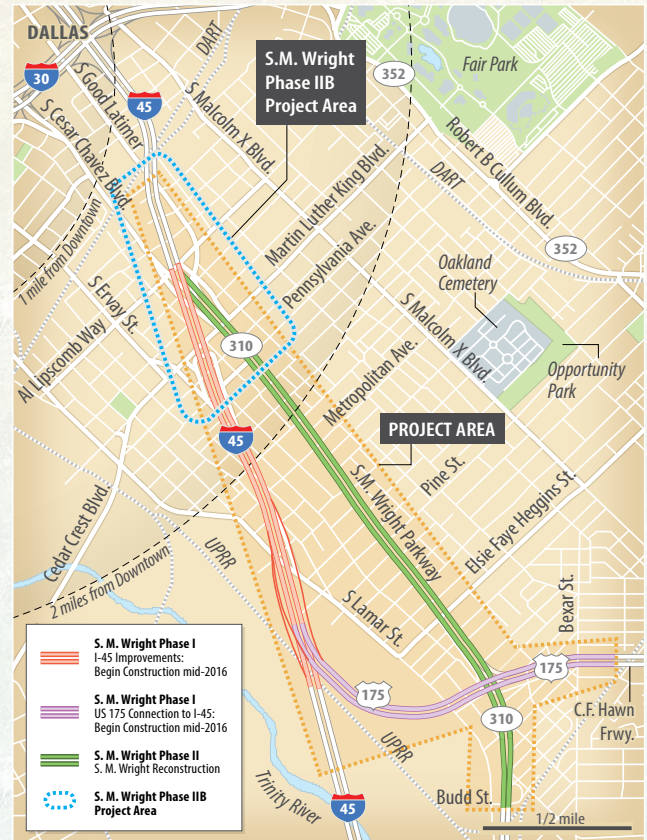 DALLAS
30
45
S Good Latimer
DART
S Cesar Chavez Blvd.
S.M. Wright
Phase IIB
Project Area
352
Fair Park
S Malcolm X Blvd.
Robert B Cullum Blvd.
DART
352
Martin Luther King Blvd.
Pennsylvania Ave.
1 mile from Downtown
S Ervay St.
Al Lipscomb Way
310
Oakland
Cemetery
S Malcolm X Blvd.
Opportunity
Park
Metropolitan Ave.
PROJECT AREA
45
Pine St.
S.M. Wright Parkway
Elsie Faye Heggins St.
Cedar Crest Blvd.
UPRR
2 miles from Downtown
S Lamar St.
Bexar St.
175
175
C.F. Hawn
Frwy.
310
UPRR
Trinity River
45
Budd St.
1/2 mile
S. M. Wright Phase I
I-45 Improvements:
Begin Construction mid-2016
S. M. Wright Phase I
US 175 Connection to I-45:
Begin Construction mid-2016
S. M. Wright Phase II
S. M. Wright Reconstruction
S. M. Wright Phase IIB
Project Area